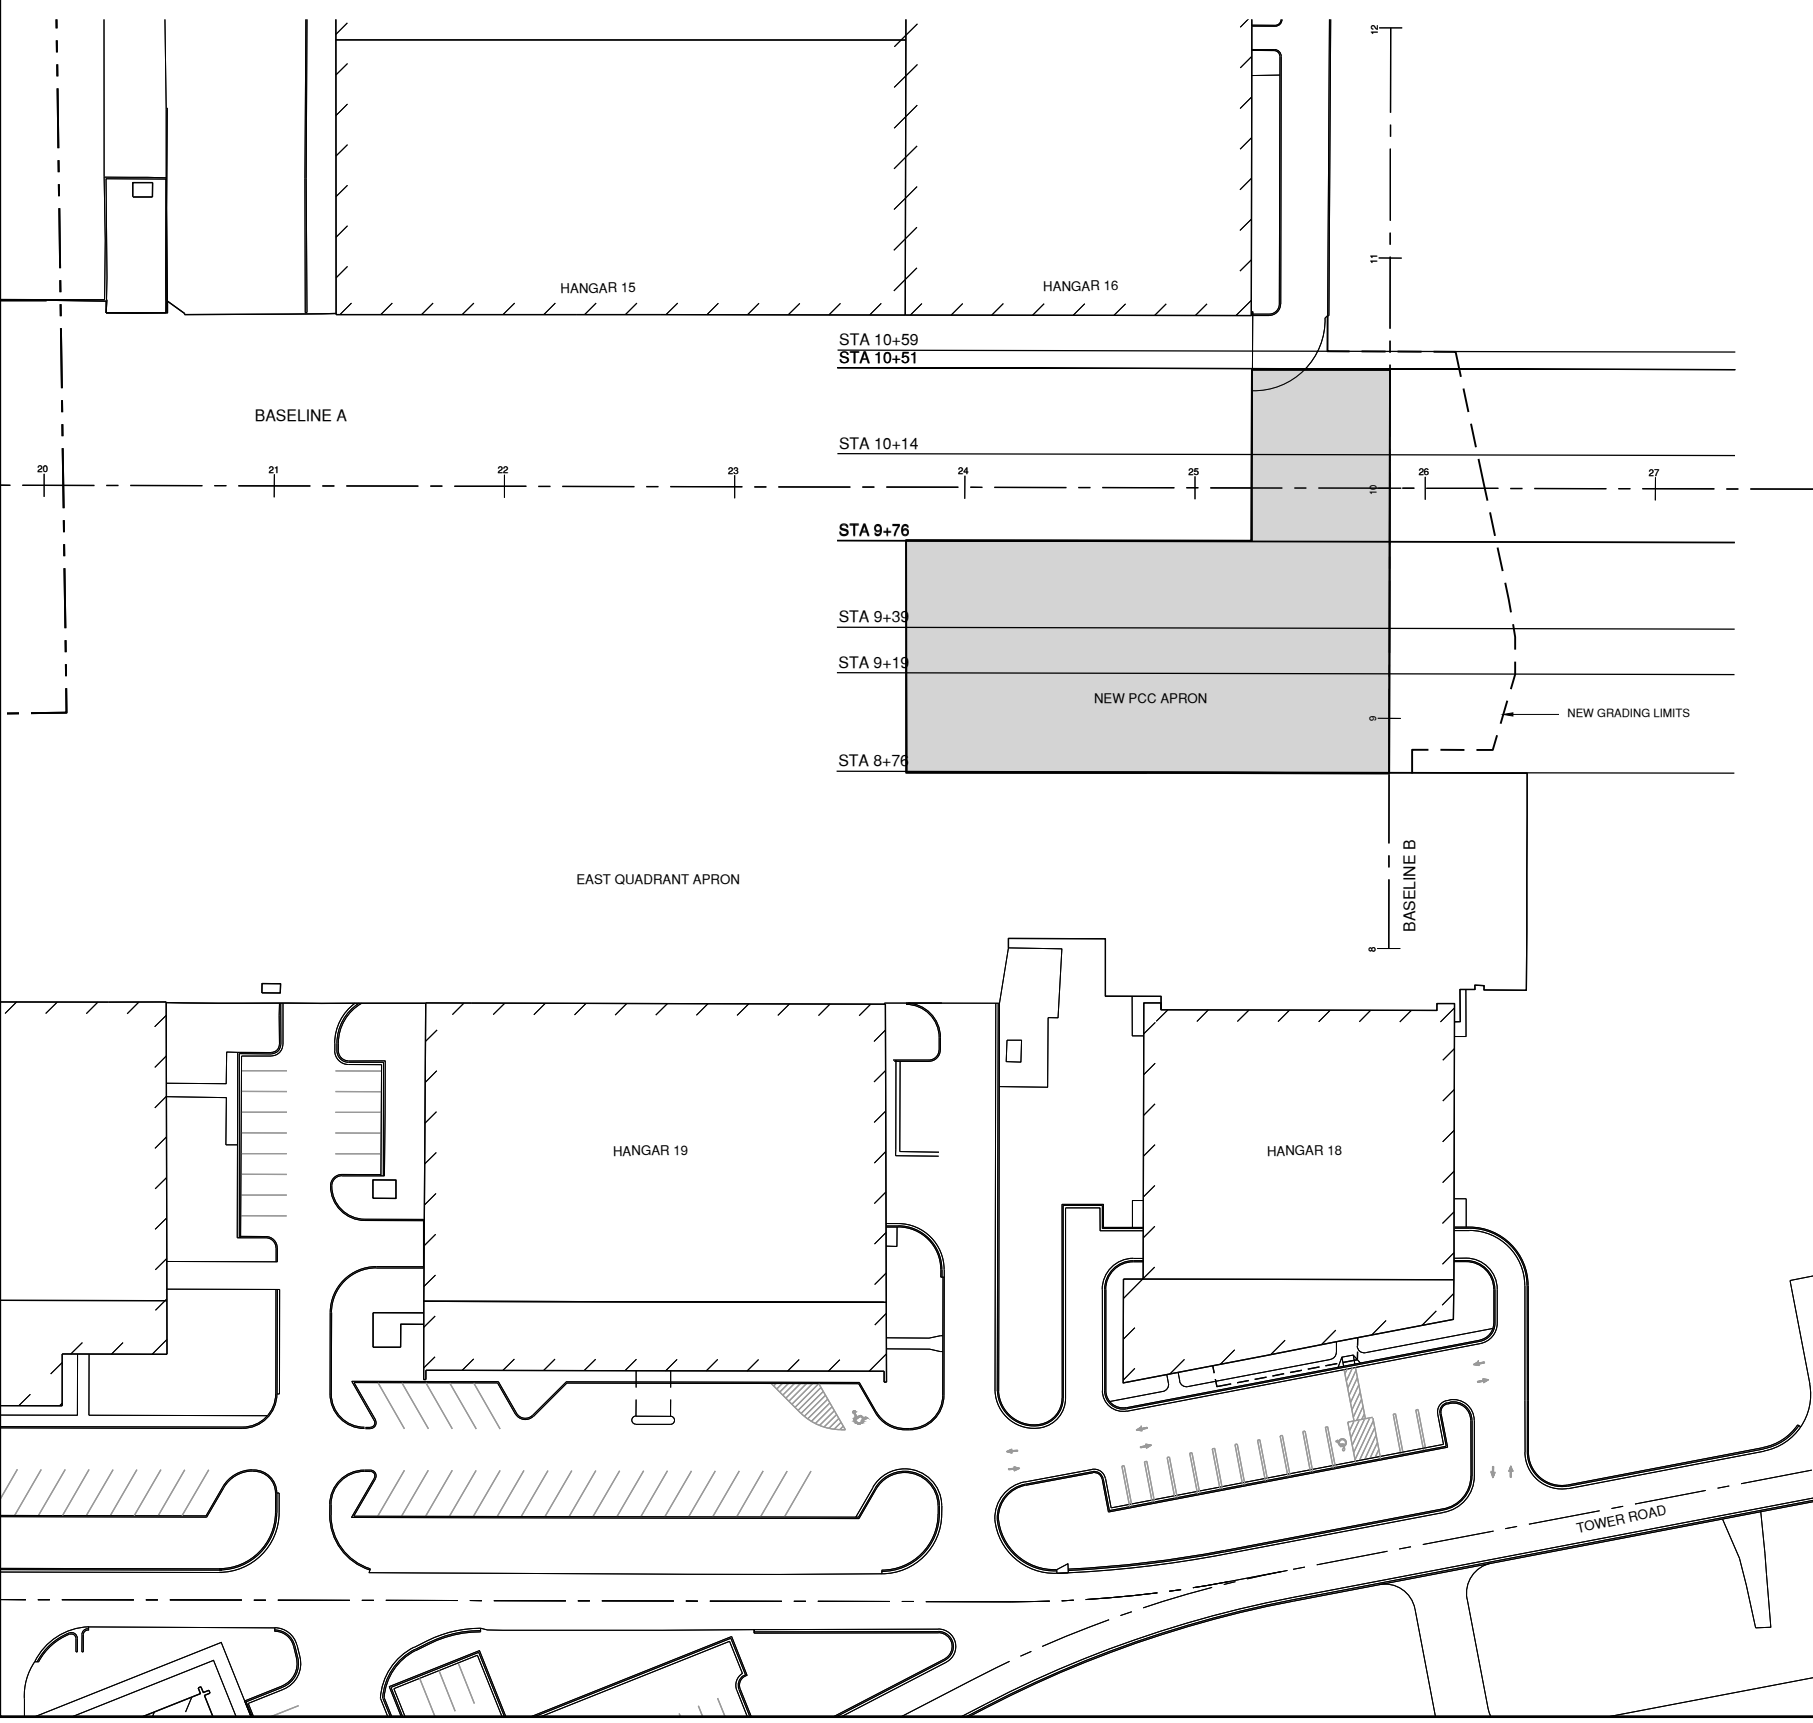 12
11
HANGAR 15
HANGAR 16
STA 10+59
STA 10+51
BASELINE A
STA 10+14
20
21
22
23
24
25
26
27
10
STA 9+76
STA 9+39
STA 9+19
NEW PCC APRON
9
NEW GRADING LIMITS
STA 8+76
BASELINE B
EAST QUADRANT APRON
8
HANGAR 19
HANGAR 18
TOWER ROAD